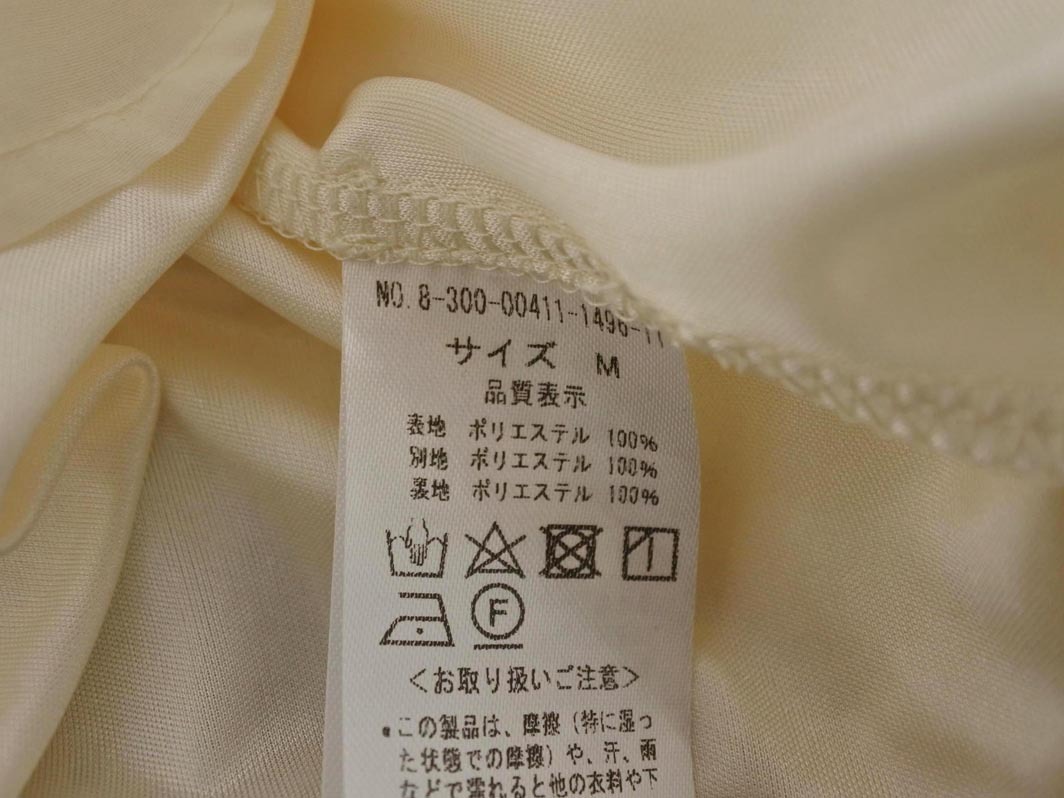 NO. 8-300-00411-1496-11
サイズ M
品質表示
表地 ポリエステル 100%
別地 ポリエステル 100%
裏地 ポリエステル 100%
F
<お取り扱いご注意>
•この製品は、摩擦(特に湿っ
た状態での摩擦)や、汗、雨
などで濡れると他の衣料や下